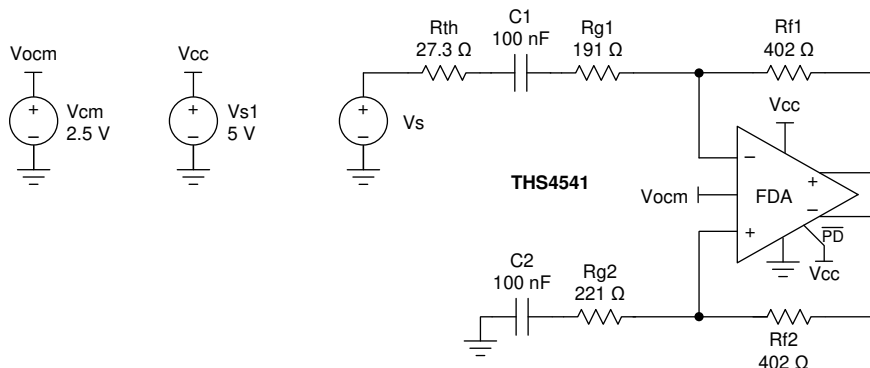 Vocm
Vcm
2.5 V
Vcc
Vs1
5 V
Vs
Rth
27.3 Ω
C1
100 nF
Rg1
191 Ω
Rf1
402 Ω
Vcc
THS4541
Vocm
FDA
PD
Vcc
C2
100 nF
Rg2
221 Ω
Rf2
402 Ω